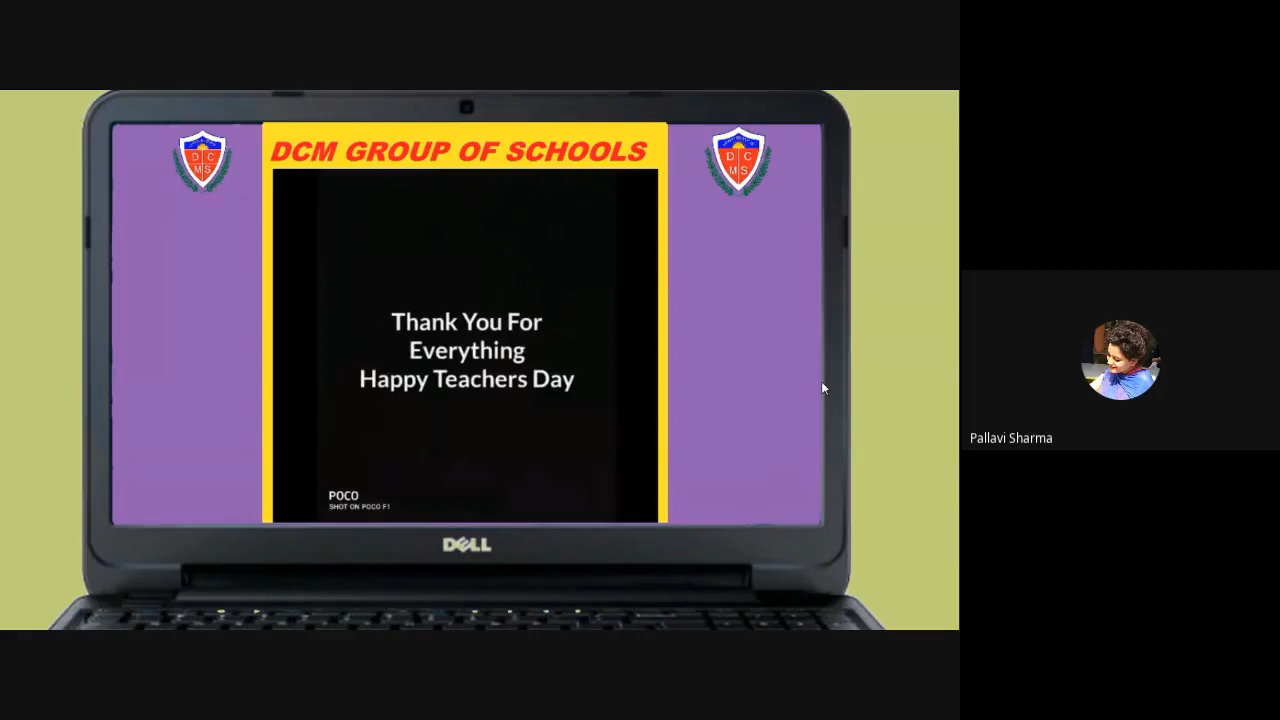 DCM GROUP OF SCHOOLS
D C
M S
D C
M S
Thank You For
Everything
Happy Teachers Day
POCO
SHOT ON POCO F1
DELL
Pallavi Sharma